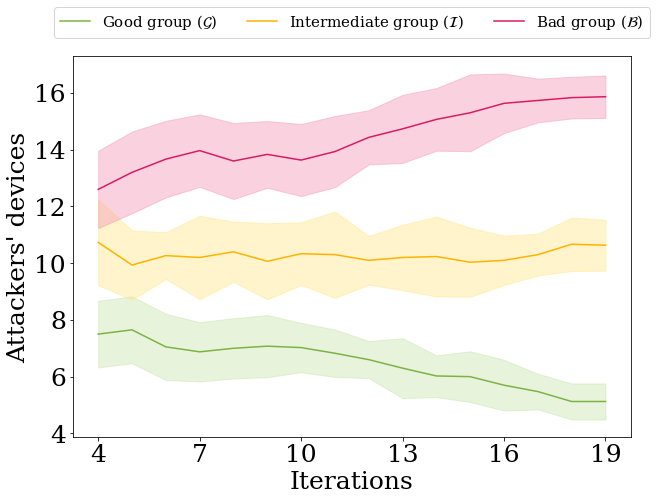 Good group (𝒢) Intermediate group (ℐ) Bad group (ℬ)
Attackers' devices
16
14
12
10
8
6
4
4 7 10 13 16 19
Iterations